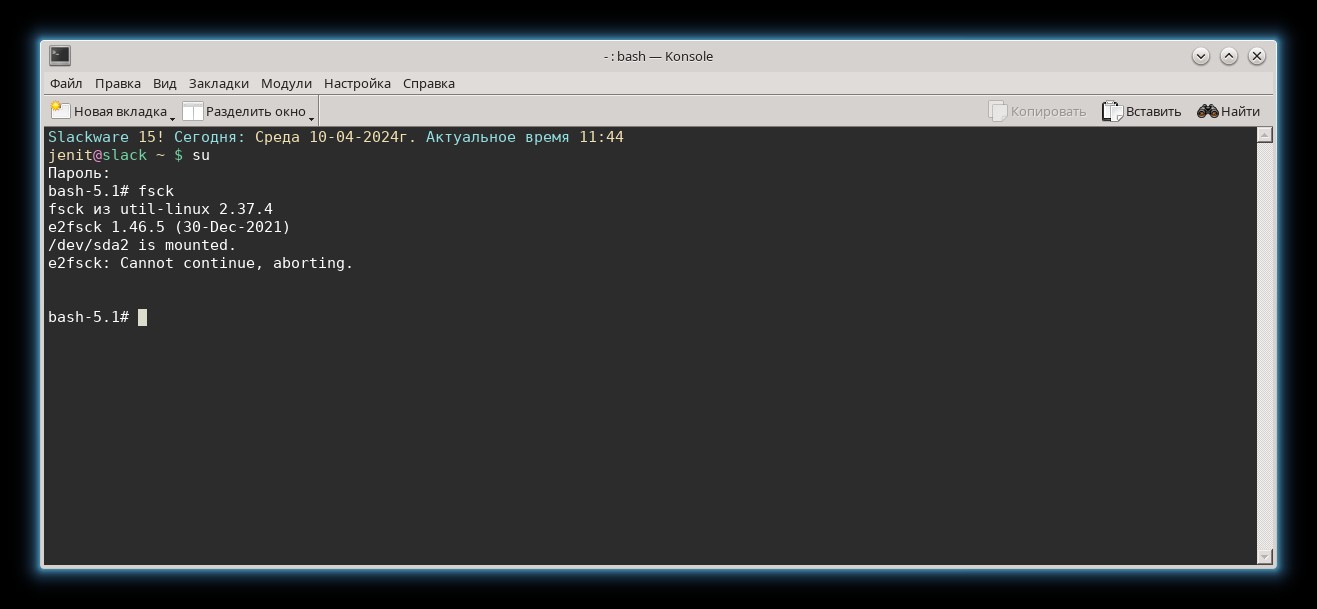 - : bash — Konsole
Файл Правка Вид Закладки Модули Настройка Справка
Новая вкладка Разделить окно Копировать Вставить Найти
Slackware 15! Сегодня: Среда 10-04-2024г. Актуальное время 11:44
jenit@slack ~ $ su
Пароль:
bash-5.1# fsck
fsck из util-linux 2.37.4
e2fsck 1.46.5 (30-Dec-2021)
/dev/sda2 is mounted.
e2fsck: Cannot continue, aborting.
bash-5.1#